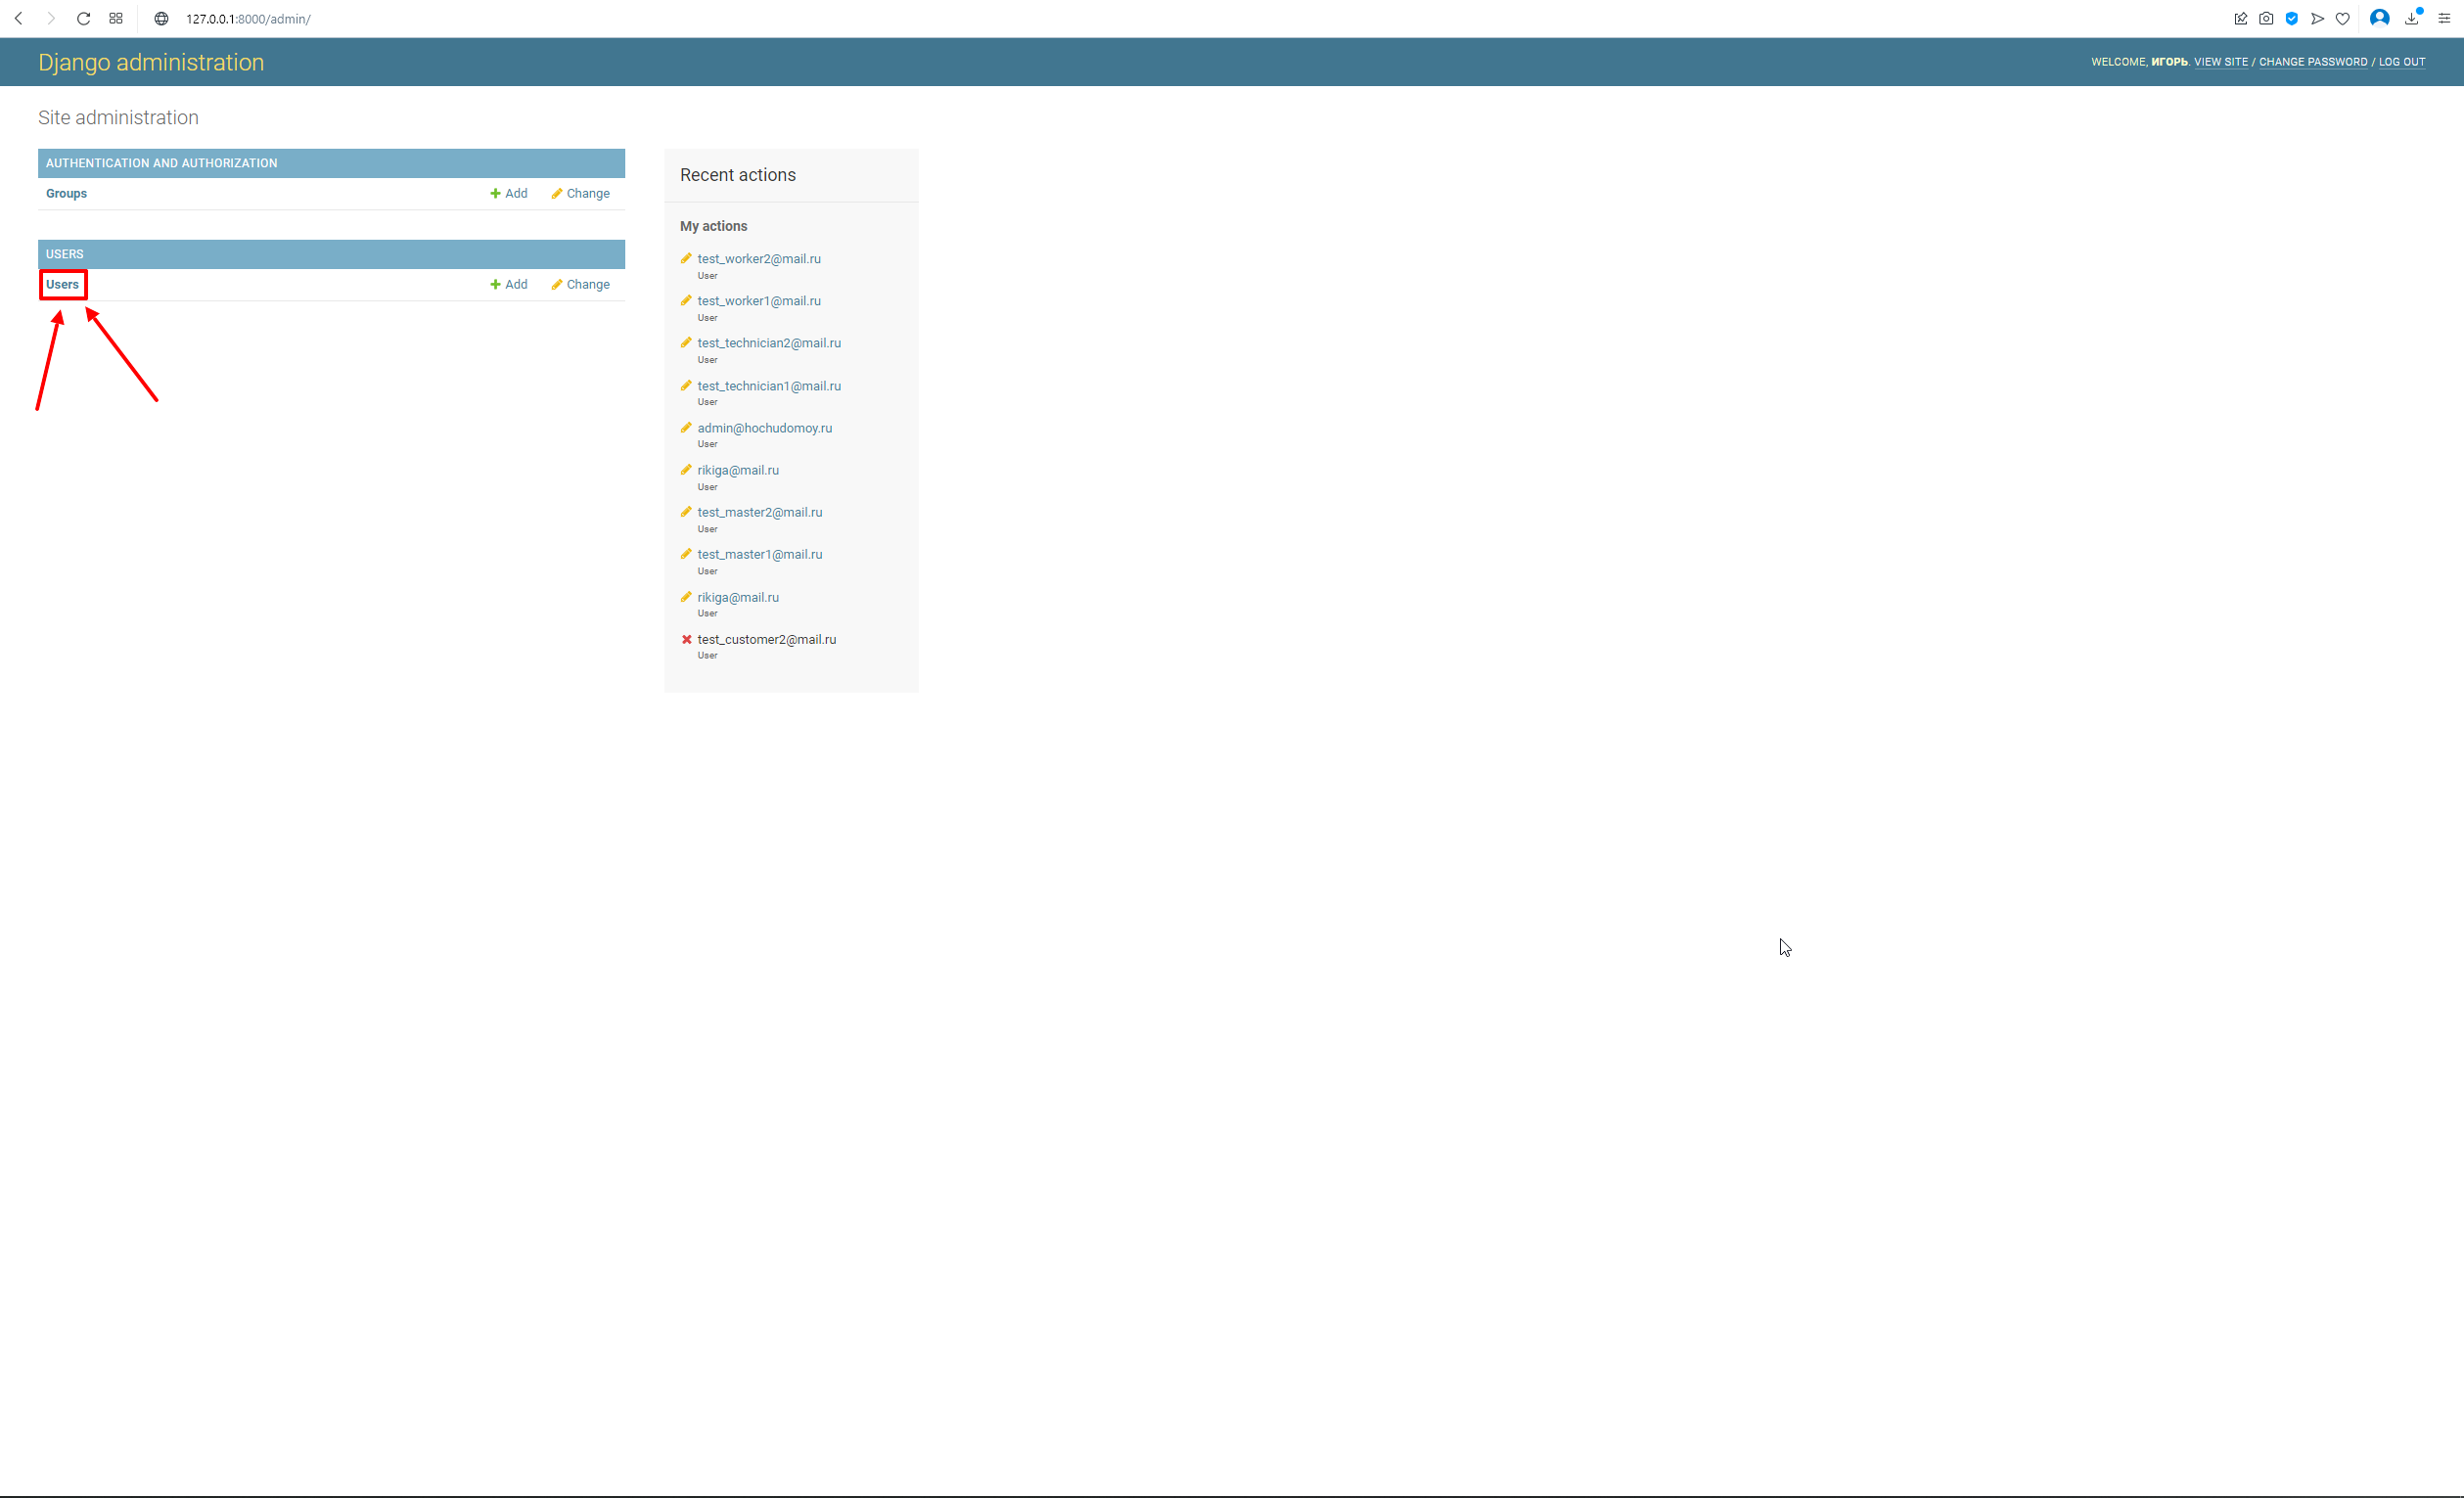 127.0.0.1:8000/admin/
Django administration
WELCOME, ИГОРЬ. VIEW SITE / CHANGE PASSWORD / LOG OUT
Site administration
AUTHENTICATION AND AUTHORIZATION
Groups Add Change
USERS
Users Add Change
Recent actions
My actions
test_worker2@mail.ru
User
test_worker1@mail.ru
User
test_technician2@mail.ru
User
test_technician1@mail.ru
User
admin@hochudomoy.ru
User
rikiga@mail.ru
User
test_master2@mail.ru
User
test_master1@mail.ru
User
rikiga@mail.ru
User
test_customer2@mail.ru
User